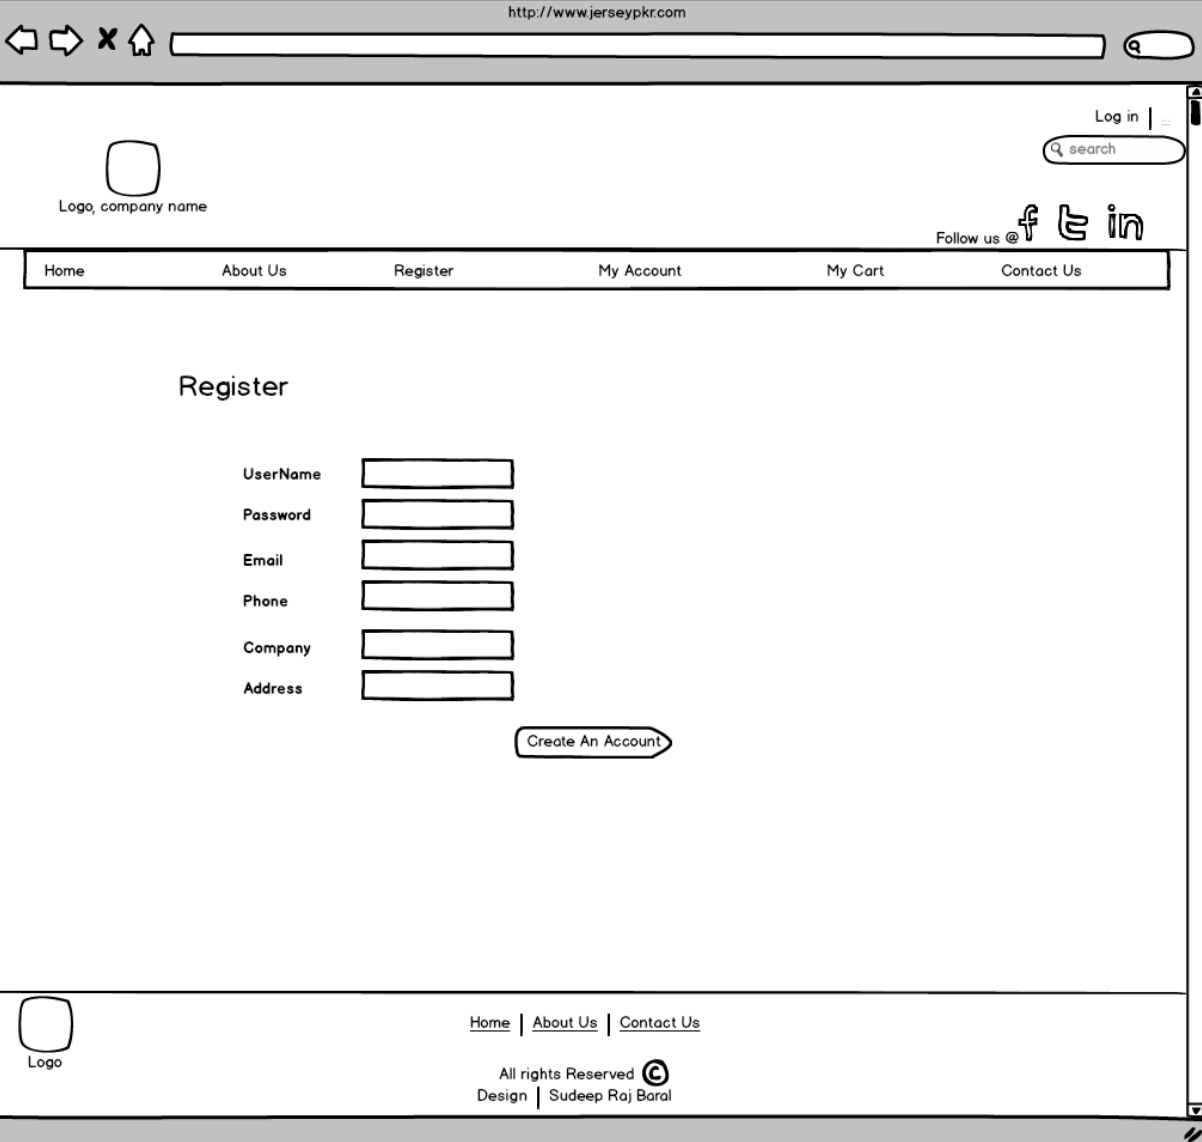 http://www.jerseypkr.com
Log in | ...
search
Logo, company name
Follow us @
Home About Us Register My Account My Cart Contact Us
Register
UserName
Password
Email
Phone
Company
Address
Create An Account
Home | About Us | Contact Us
Logo
All rights Reserved ©
Design | Sudeep Raj Baral